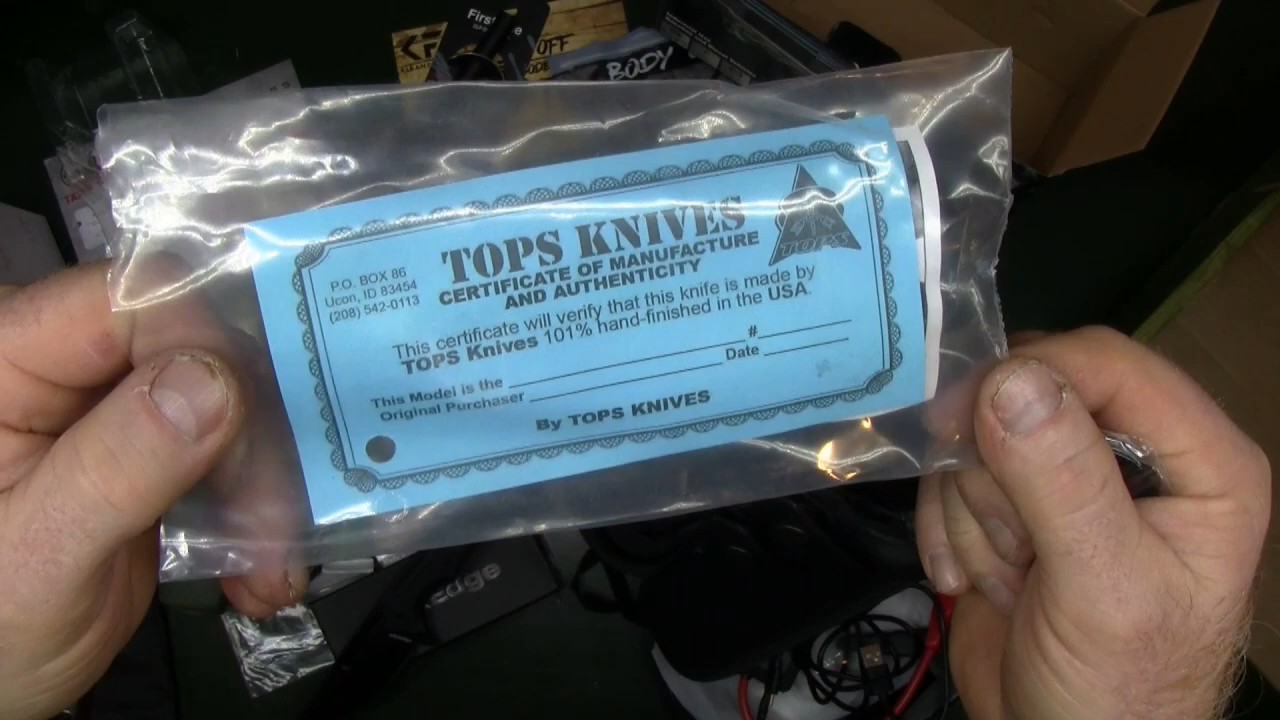 First
OFF
BODY
TOPS KNIVES
CERTIFICATE OF MANUFACTURE
AND AUTHENTICITY
P.O. BOX 86
Ucon, ID 83454
(208) 542-0113
TOPS
This certificate will verify that this knife is made by
TOPS Knives 101% hand-finished in the USA.
This Model is the #
Original Purchaser Date
By TOPS KNIVES
edge